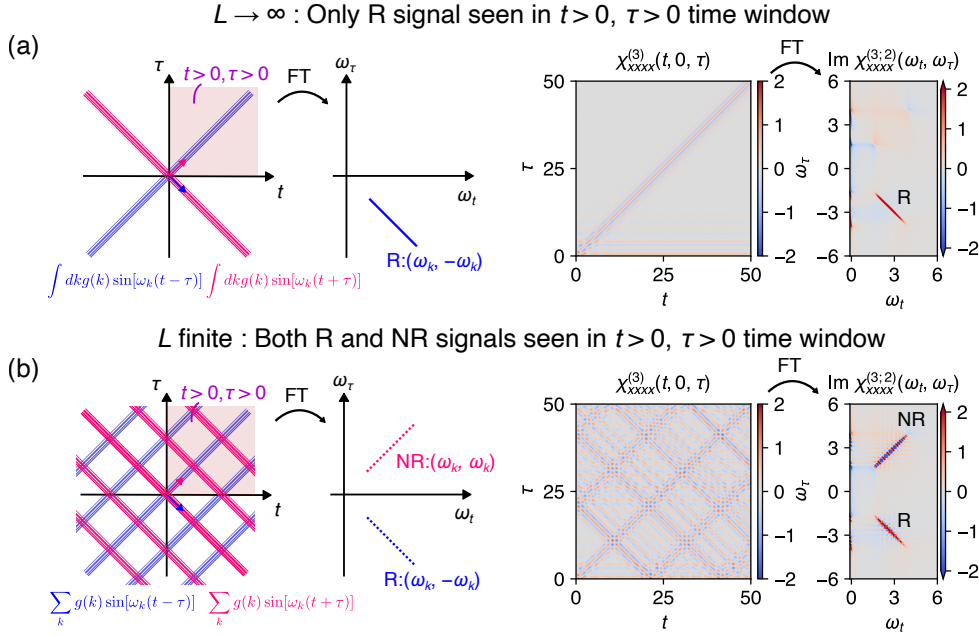 L → ∞ : Only R signal seen in t > 0, τ > 0 time window
(a)
τ
t > 0, τ > 0
FT
t
∫ dkg(k) sin[ω_k(t − τ)] ∫ dkg(k) sin[ω_k(t + τ)]
ω_τ
ω_t
R:(ω_k, −ω_k)
χ^{(3)}_{xxxx}(t, 0, τ)
FT
Im χ^{(3;2)}_{xxxx}(ω_t, ω_τ)
50
25
0
τ
0 25 50
t
2
1
0
−1
−2
ω_τ
6
3
0
−3
−6
R
0 3 6
ω_t
2
1
0
−1
−2
L finite : Both R and NR signals seen in t > 0, τ > 0 time window
(b)
τ
t > 0, τ > 0
FT
t
∑_k g(k) sin[ω_k(t − τ)] ∑_k g(k) sin[ω_k(t + τ)]
ω_τ
NR:(ω_k, ω_k)
ω_t
R:(ω_k, −ω_k)
χ^{(3)}_{xxxx}(t, 0, τ)
FT
Im χ^{(3;2)}_{xxxx}(ω_t, ω_τ)
50
25
0
τ
0 25 50
t
2
1
0
−1
−2
ω_τ
6
3
0
−3
−6
NR
R
0 3 6
ω_t
2
1
0
−1
−2